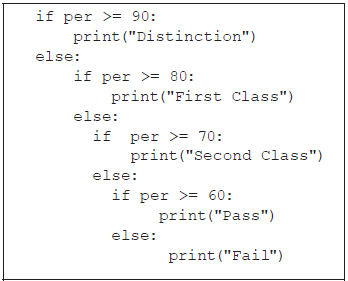 if per >= 90:
    print("Distinction")
else:
    if per >= 80:
        print("First Class")
    else:
      if  per >= 70:
          print("Second Class")
      else:
        if per >= 60:
             print("Pass")
        else:
              print("Fail")